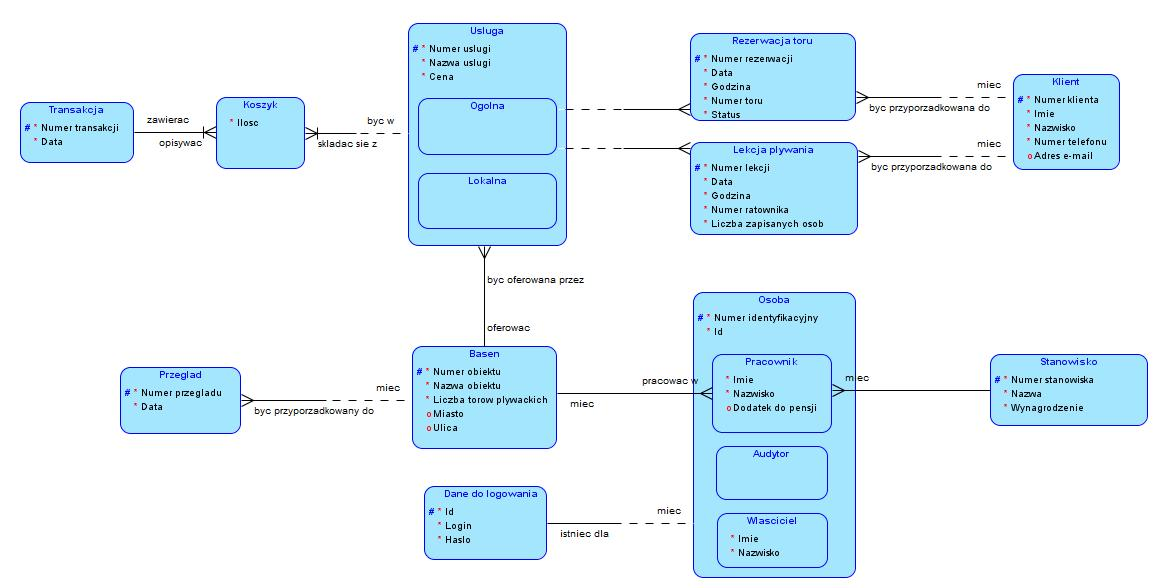 Transakcja
# * Numer transakcji
* Data
zawierac
opisywac
Koszyk
* Ilosc
byc w
skladac sie z
Usluga
# * Numer uslugi
* Nazwa uslugi
* Cena
Ogolna
Lokalna
Rezerwacja toru
# * Numer rezerwacji
* Data
* Godzina
* Numer toru
* Status
miec
byc przyporzadkowana do
Lekcja plywania
# * Numer lekcji
* Data
* Godzina
* Numer ratownika
* Liczba zapisanych osob
miec
byc przyporzadkowana do
Klient
# * Numer klienta
* Imie
* Nazwisko
* Numer telefonu
o Adres e-mail
byc oferowana przez
oferowac
Przeglad
# * Numer przegladu
* Data
miec
byc przyporzadkowany do
Basen
# * Numer obiektu
* Nazwa obiektu
* Liczba torow plywackich
o Miasto
o Ulica
pracowac w
miec
Osoba
# * Numer identyfikacyjny
* Id
Pracownik
* Imie
* Nazwisko
o Dodatek do pensji
Audytor
Wlasciciel
* Imie
* Nazwisko
miec
Stanowisko
# * Numer stanowiska
* Nazwa
* Wynagrodzenie
Dane do logowania
# * Id
* Login
* Haslo
miec
istniec dla